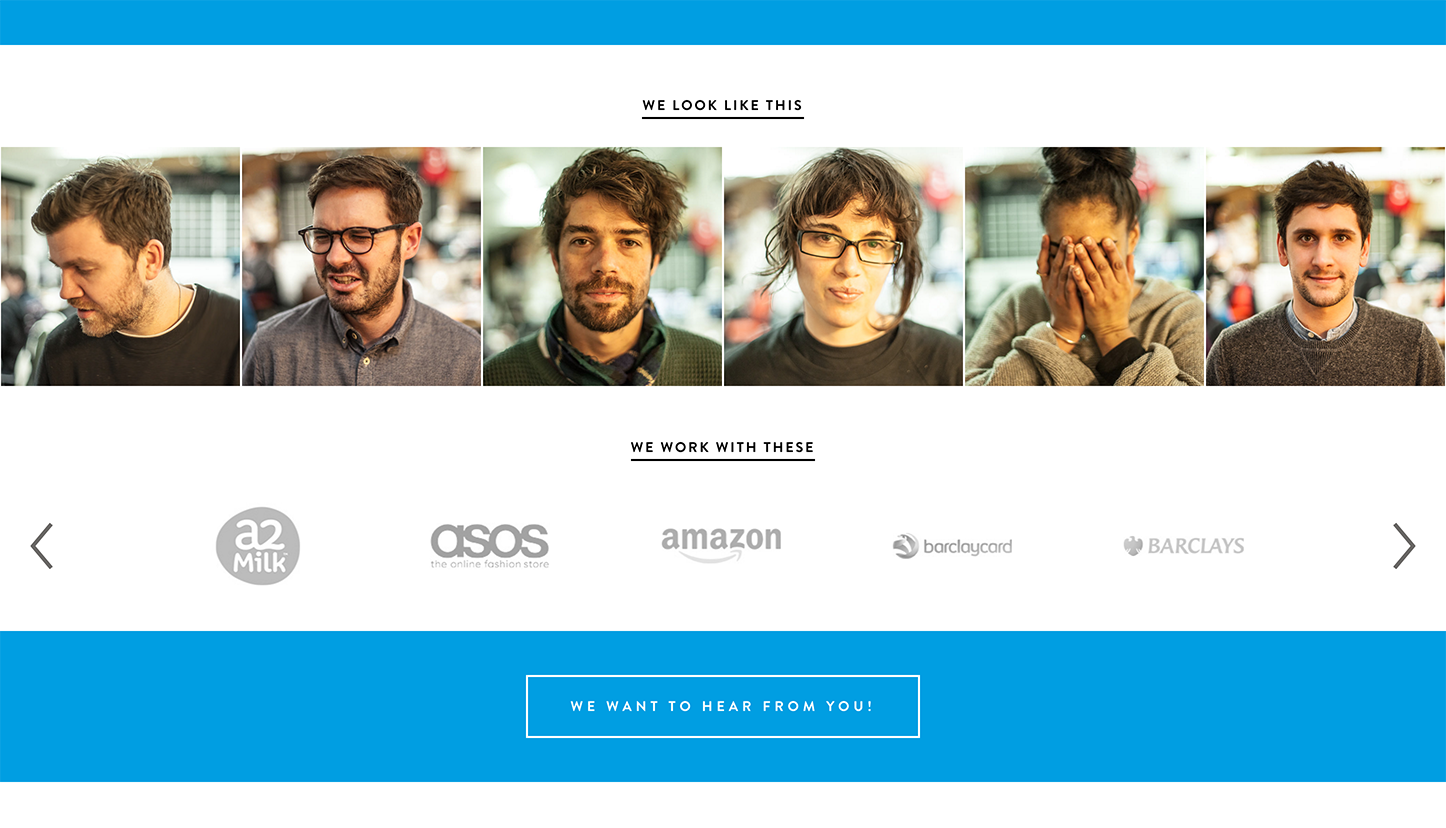 WE LOOK LIKE THIS
WE WORK WITH THESE
a2
Milk™
asos
the online fashion store
amazon
barclaycard
BARCLAYS
WE WANT TO HEAR FROM YOU!